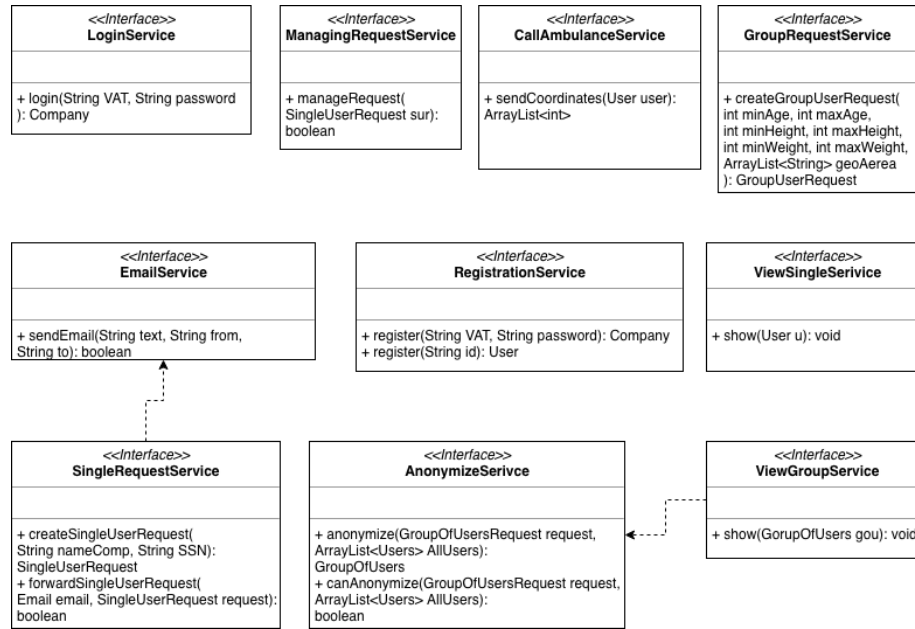 <<Interface>>
LoginService
+ login(String VAT, String password
): Company
<<Interface>>
ManagingRequestService
+ manageRequest(
SingleUserRequest sur):
boolean
<<Interface>>
CallAmbulanceService
+ sendCoordinates(User user):
ArrayList<int>
<<Interface>>
GroupRequestService
+ createGroupUserRequest(
int minAge, int maxAge,
int minHeight, int maxHeight,
int minWeight, int maxWeight,
ArrayList<String> geoAerea
): GroupUserRequest
<<Interface>>
EmailService
+ sendEmail(String text, String from,
String to): boolean
<<Interface>>
RegistrationService
+ register(String VAT, String password): Company
+ register(String id): User
<<Interface>>
ViewSingleSerivice
+ show(User u): void
<<Interface>>
SingleRequestService
+ createSingleUserRequest(
String nameComp, String SSN):
SingleUserRequest
+ forwardSingleUserRequest(
Email email, SingleUserRequest request):
boolean
<<Interface>>
AnonymizeSerivce
+ anonymize(GroupOfUsersRequest request,
ArrayList<Users> AllUsers):
GroupOfUsers
+ canAnonymize(GroupOfUsersRequest request,
ArrayList<Users> AllUsers):
boolean
<<Interface>>
ViewGroupService
+ show(GorupOfUsers gou): void